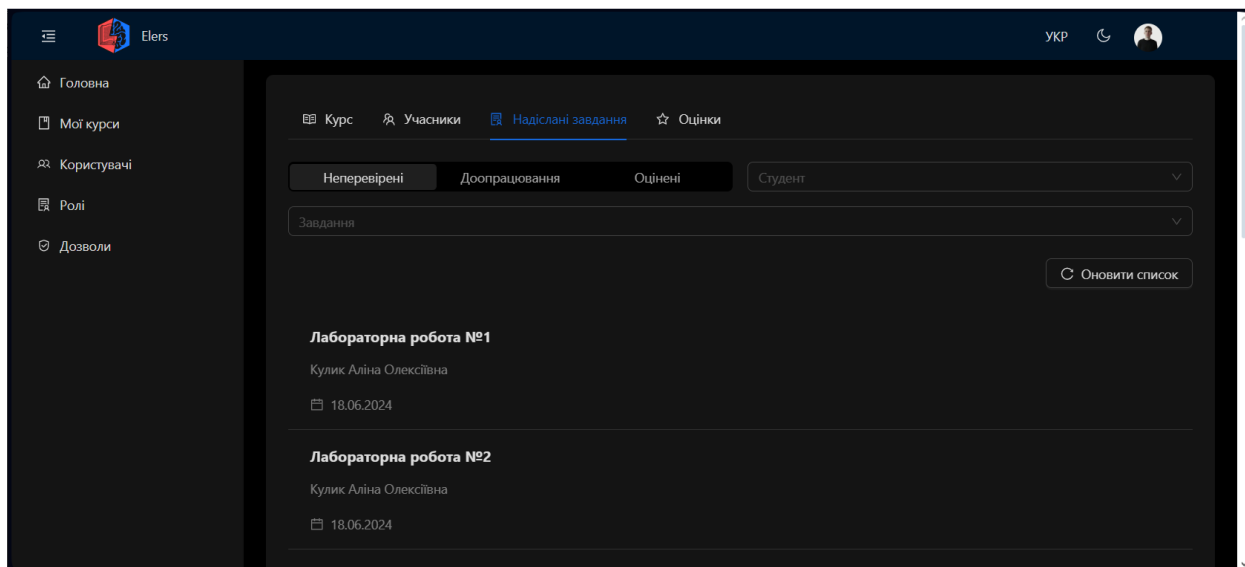 Elers
УКР
Головна
Мої курси
Користувачі
Ролі
Дозволи
Курс
Учасники
Надіслані завдання
Оцінки
Неперевірені
Доопрацювання
Оцінені
Студент
Завдання
Оновити список
Лабораторна робота №1
Кулик Аліна Олексіївна
18.06.2024
Лабораторна робота №2
Кулик Аліна Олексіївна
18.06.2024